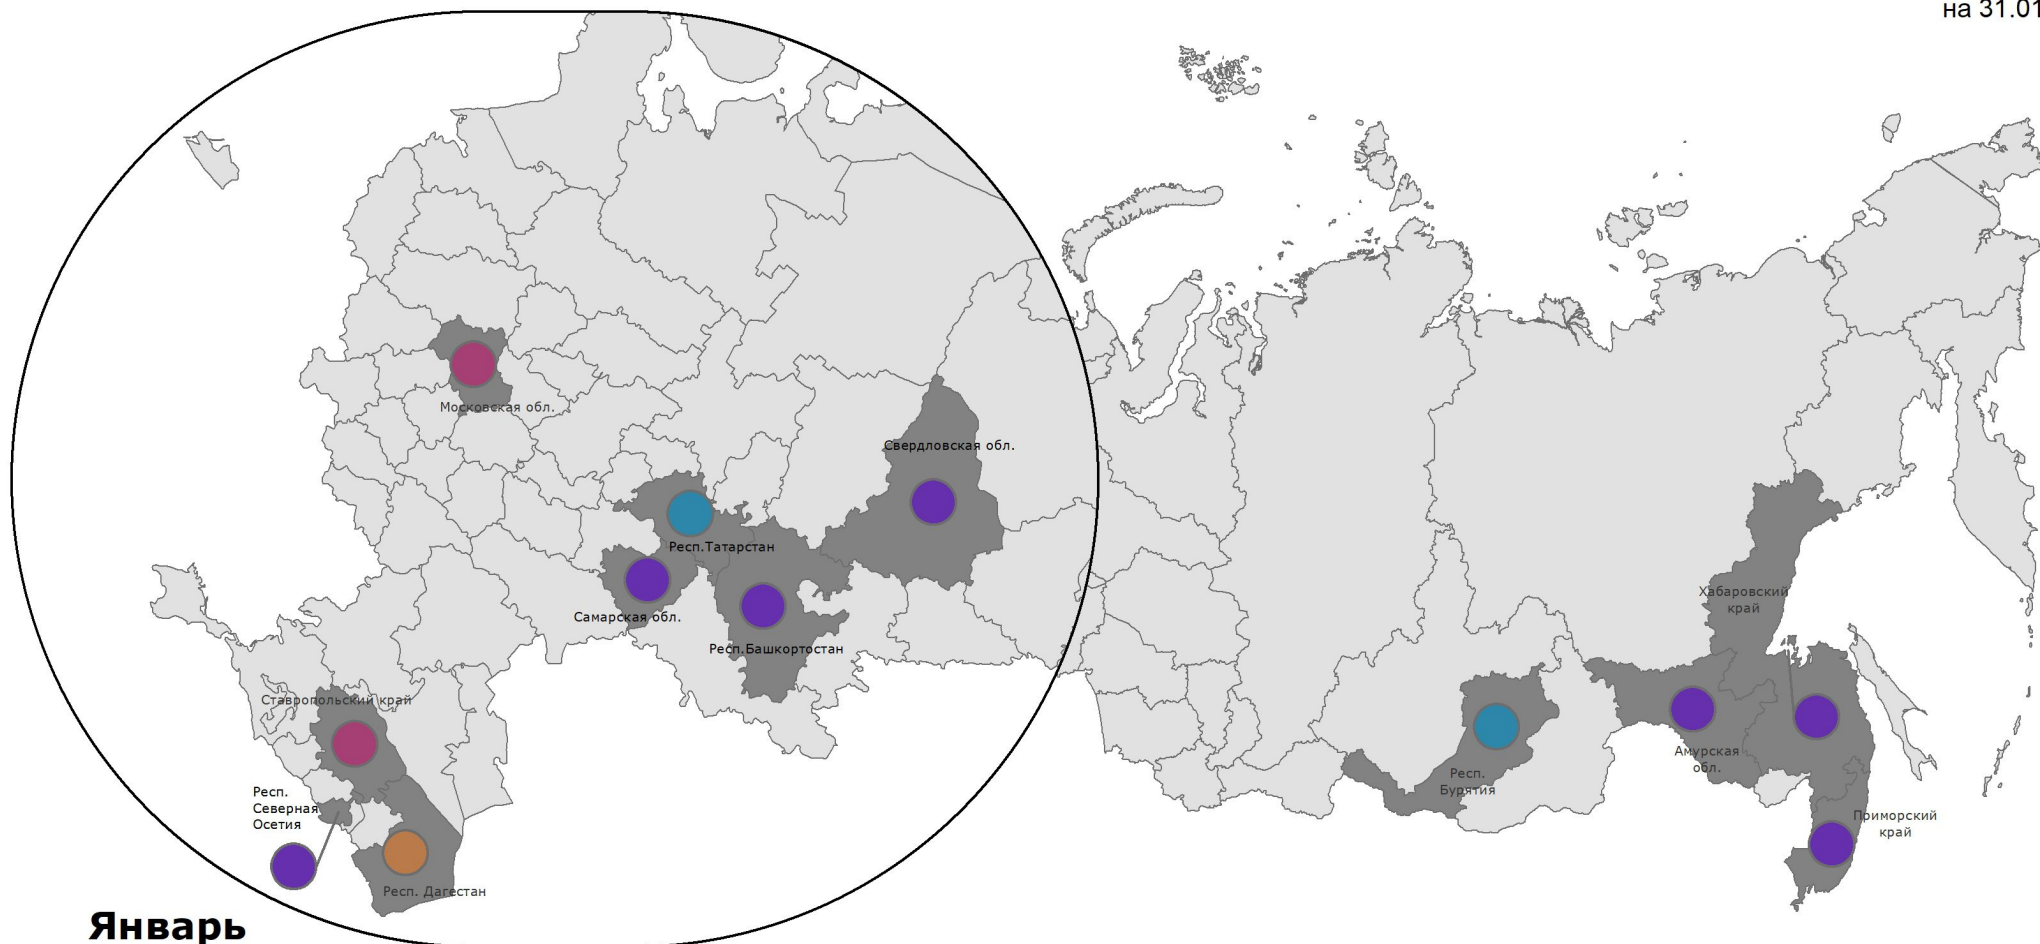 на 31.01
Московская обл.
Свердловская обл.
Респ.Татарстан
Самарская обл.
Респ.Башкортостан
Хабаровский
край
Ставропольский край
Амурская
обл.
Респ.
Бурятия
Респ.
Северная
Осетия
Приморский
край
Респ. Дагестан
Январь